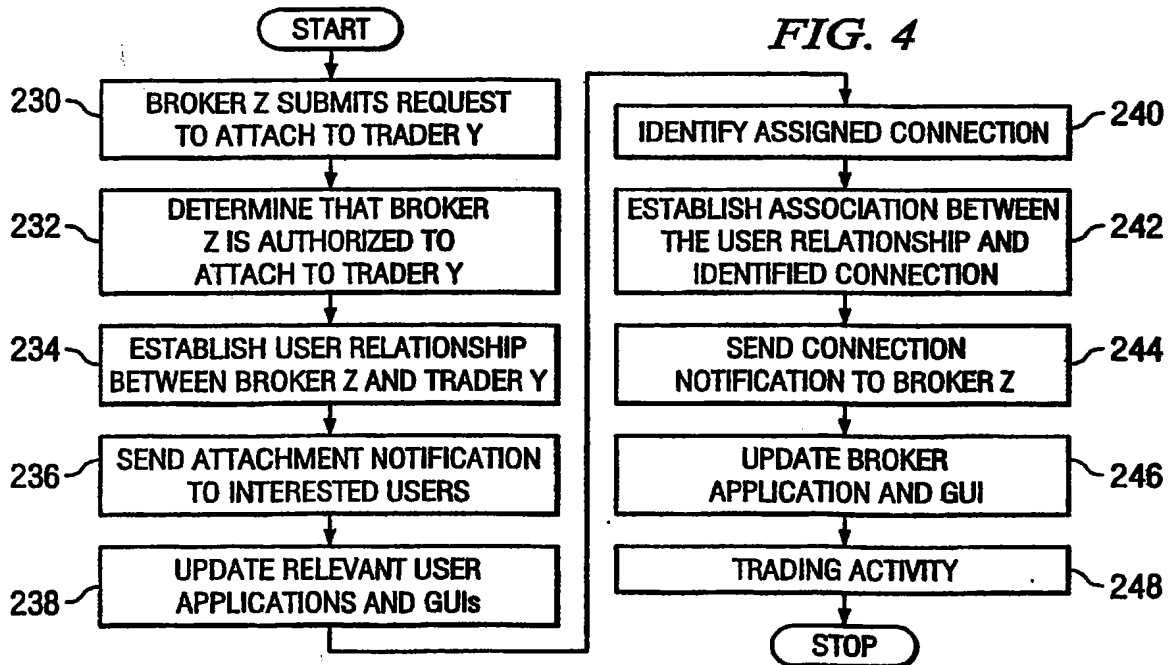 FIG. 4
START
230
BROKER Z SUBMITS REQUEST
TO ATTACH TO TRADER Y
232
DETERMINE THAT BROKER
Z IS AUTHORIZED TO
ATTACH TO TRADER Y
234
ESTABLISH USER RELATIONSHIP
BETWEEN BROKER Z AND TRADER Y
236
SEND ATTACHMENT NOTIFICATION
TO INTERESTED USERS
238
UPDATE RELEVANT USER
APPLICATIONS AND GUIs
IDENTIFY ASSIGNED CONNECTION
240
ESTABLISH ASSOCIATION BETWEEN
THE USER RELATIONSHIP AND
IDENTIFIED CONNECTION
242
SEND CONNECTION
NOTIFICATION TO BROKER Z
244
UPDATE BROKER
APPLICATION AND GUI
246
TRADING ACTIVITY
248
STOP